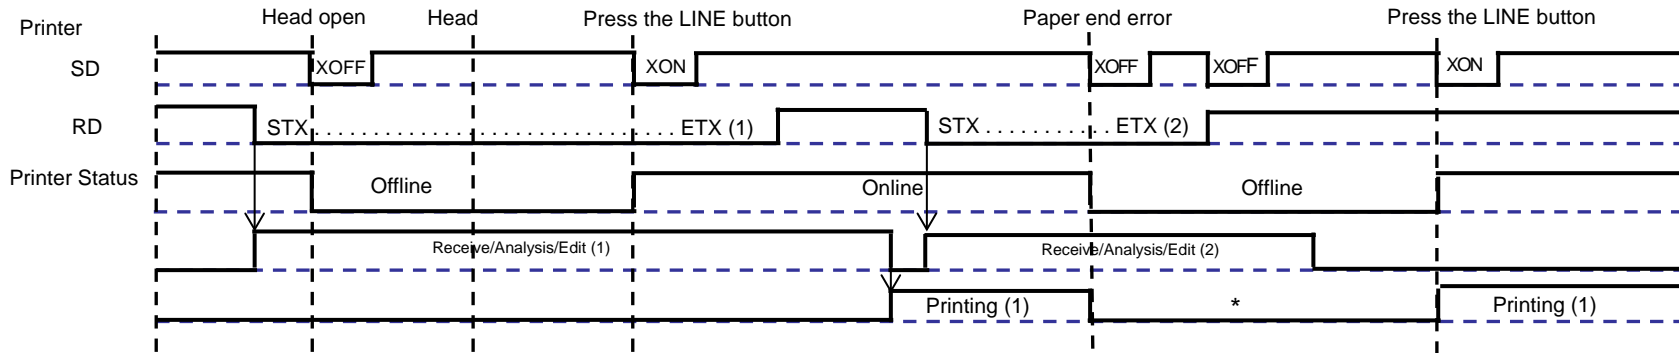 Head open Head Press the LINE button Paper end error Press the LINE button
Printer
SD XOFF XON XOFF XOFF XON
RD STX . . . . . . . . . . . . . . . . . . . . . . . . . . . . . . . . . ETX (1) STX . . . . . . . . . . ETX (2)
Printer Status Offline Online Offline
Receive/Analysis/Edit (1) Receive/Analysis/Edit (2)
Printing (1) * Printing (1)